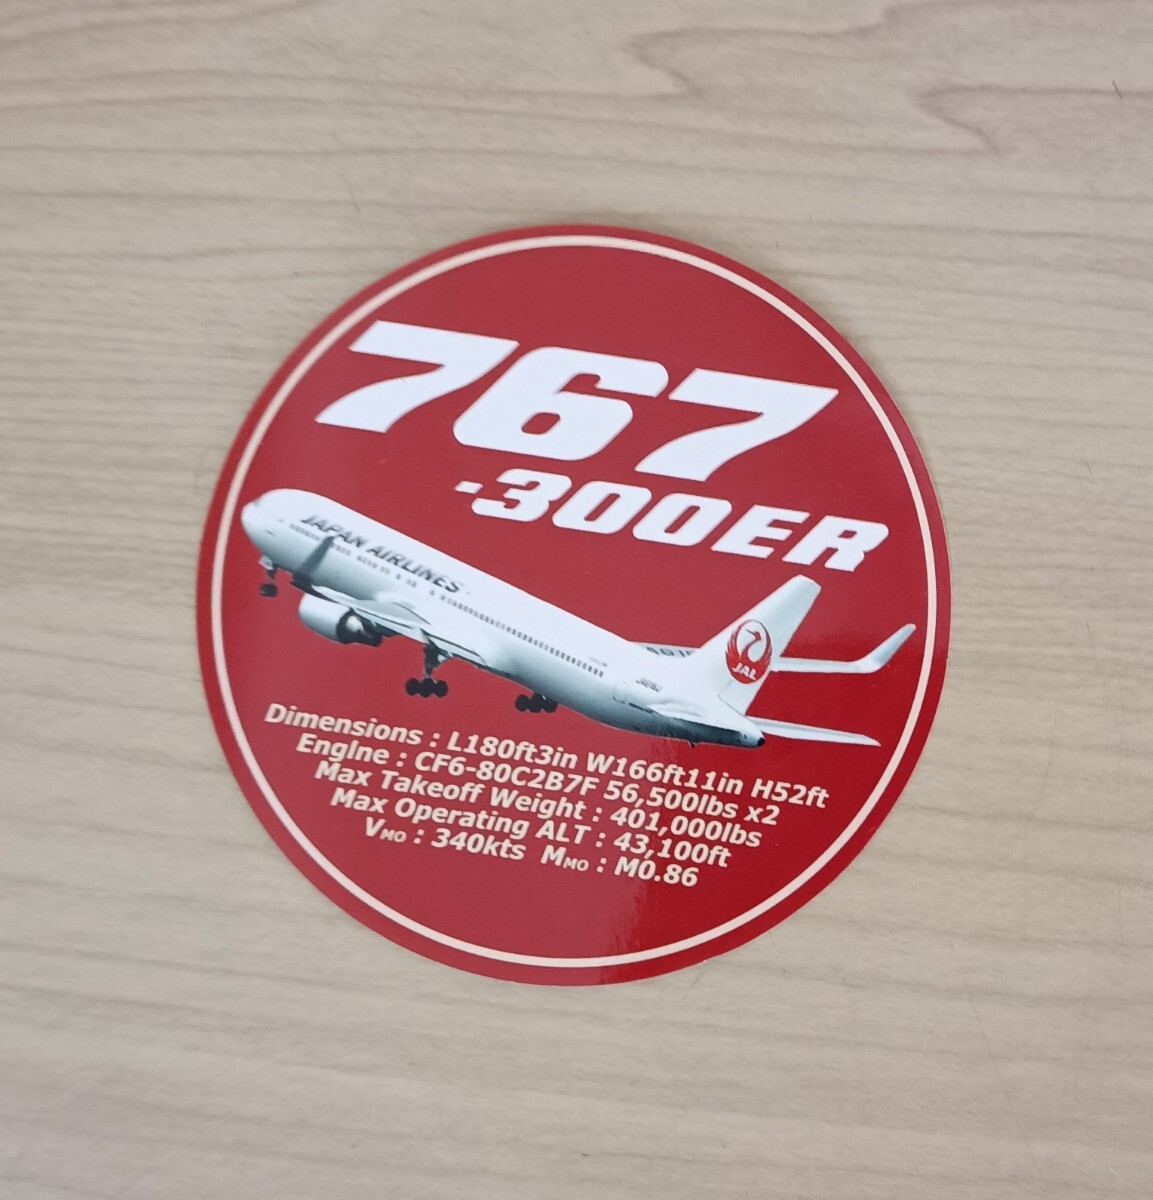 767
-300ER
JAPAN AIRLINES
JAL
Dimensions : L180ft3in W166ft11in H52ft
EngIne : CF6-80C2B7F 56,500lbs x2
Max Takeoff Weight : 401,000lbs
Max Operating ALT : 43,100ft
VMO : 340kts MMO : M0.86